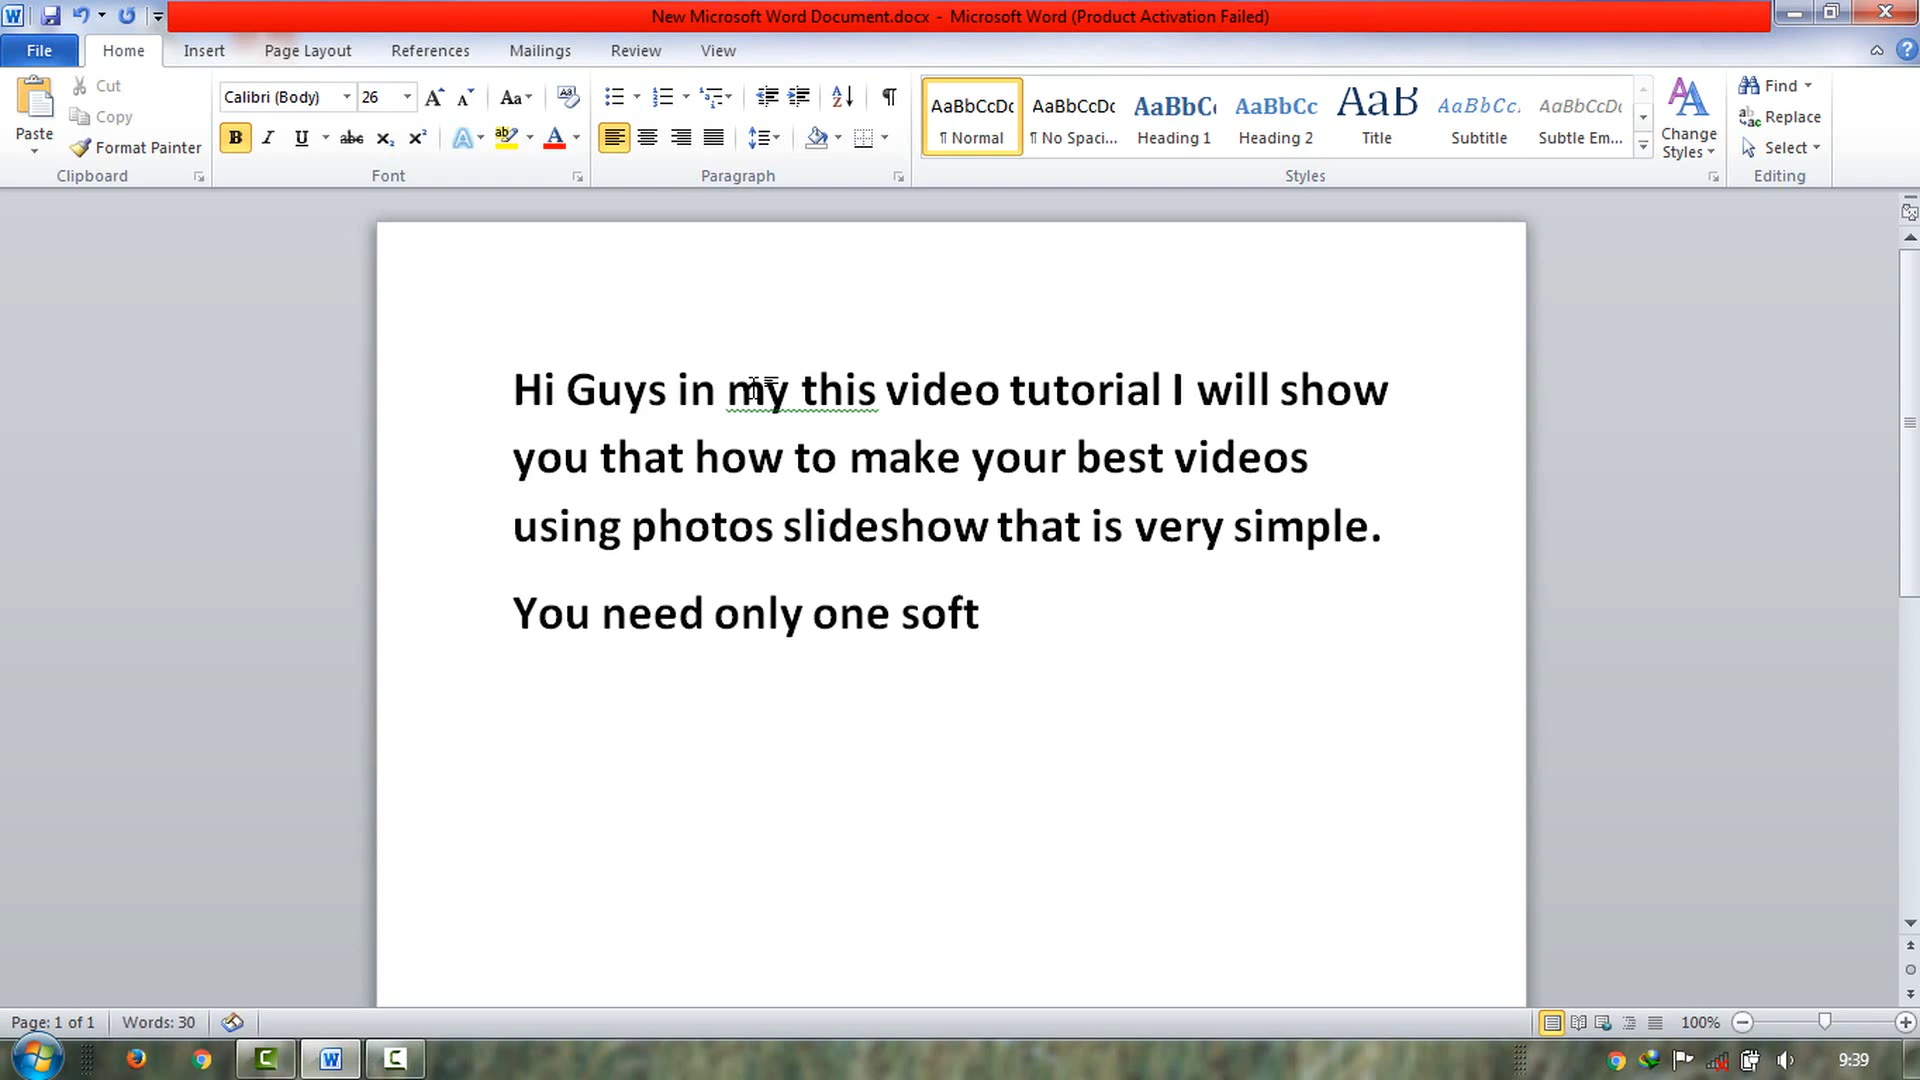 New Microsoft Word Document.docx - Microsoft Word (Product Activation Failed)
File Home Insert Page Layout References Mailings Review View
Paste
Cut
Copy
Format Painter
Clipboard
Calibri (Body) 26
Font
Paragraph
AaBbCcDc AaBbCcDc AaBbC AaBbCc AaB AaBbCc. AaBbCcDc
¶ Normal ¶ No Spaci... Heading 1 Heading 2 Title Subtitle Subtle Em...
Change Styles
Styles
Find
Replace
Select
Editing
Hi Guys in my this video tutorial I will show
you that how to make your best videos
using photos slideshow that is very simple.
You need only one soft
Page: 1 of 1 Words: 30 100%
9:39